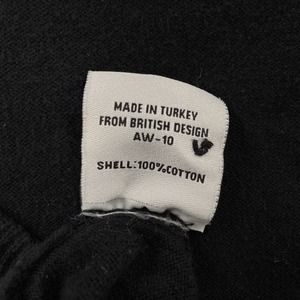 MADE IN TURKEY
FROM BRITISH DESIGN
AW-10
SHELL:100%COTTON